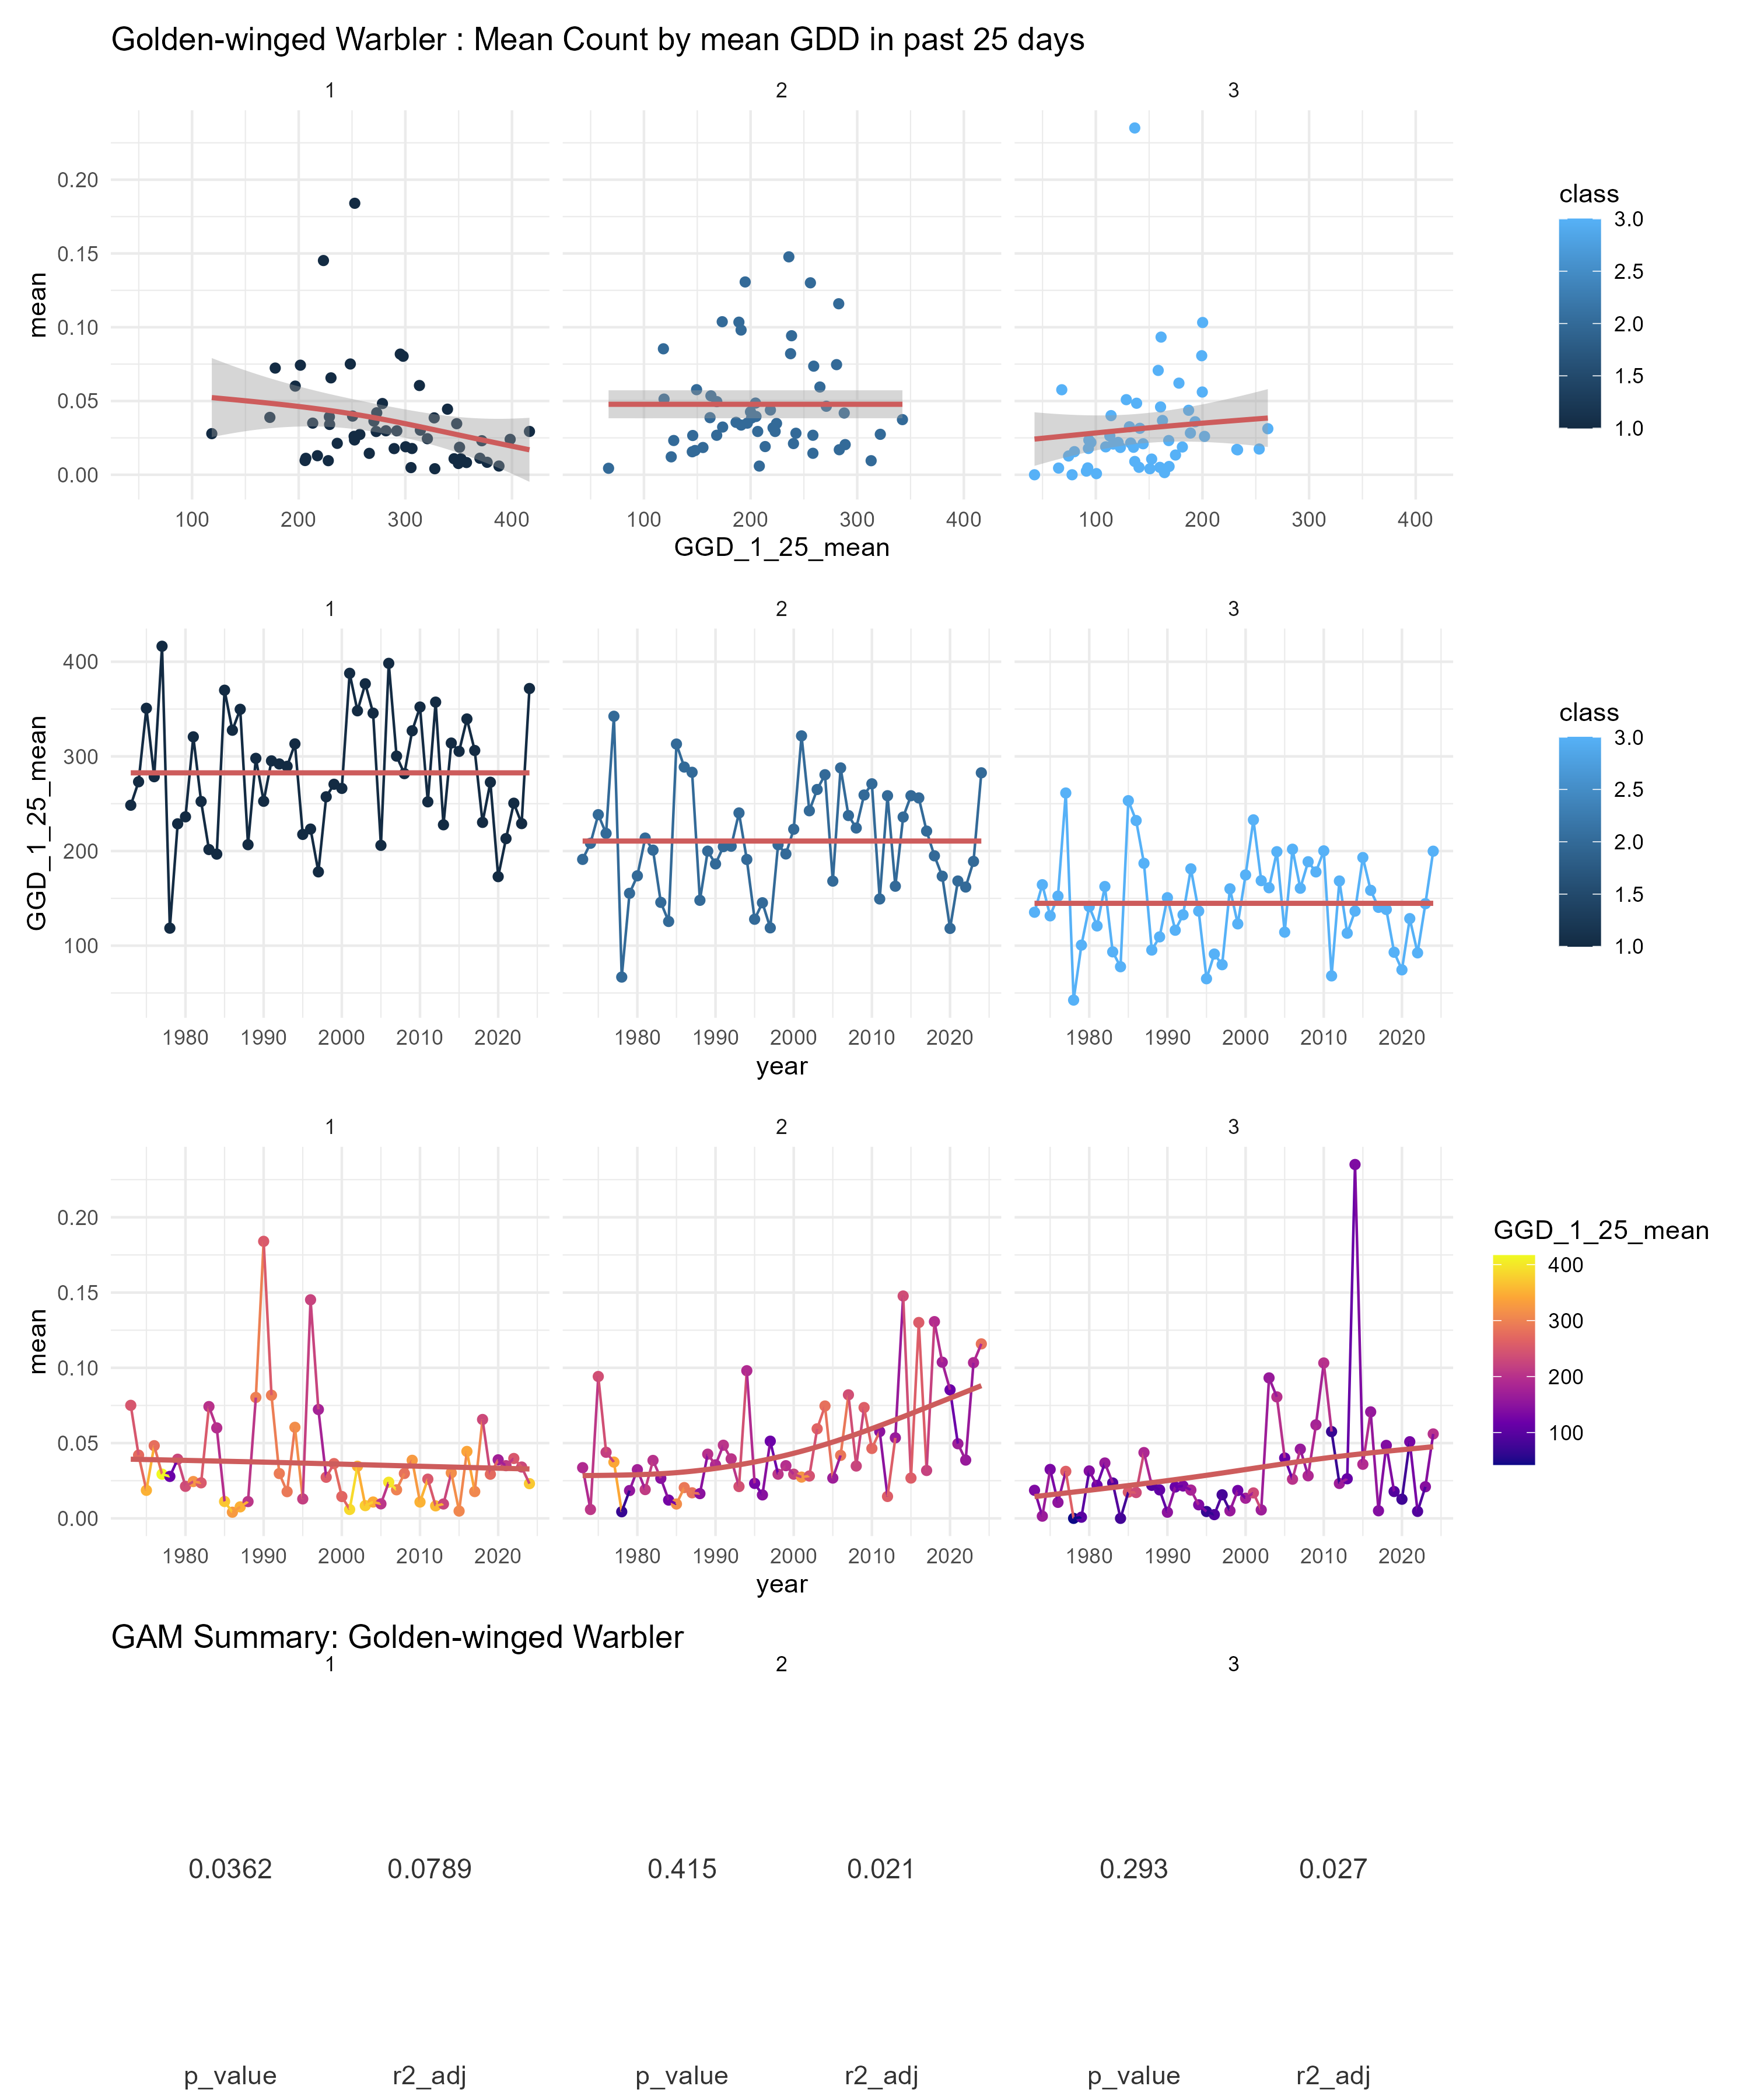 Golden-winged Warbler : Mean Count by mean GDD in past 25 days
1 2 3
mean
0.20
0.15
0.10
0.05
0.00
100 200 300 400 100 200 300 400 100 200 300 400
GGD_1_25_mean
class
3.0
2.5
2.0
1.5
1.0
1 2 3
GGD_1_25_mean
400
300
200
100
1980 1990 2000 2010 2020 1980 1990 2000 2010 2020 1980 1990 2000 2010 2020
year
class
3.0
2.5
2.0
1.5
1.0
1 2 3
mean
0.20
0.15
0.10
0.05
0.00
1980 1990 2000 2010 2020 1980 1990 2000 2010 2020 1980 1990 2000 2010 2020
year
GGD_1_25_mean
400
300
200
100
GAM Summary: Golden-winged Warbler
1 2 3
0.0362 0.0789 0.415 0.021 0.293 0.027
p_value r2_adj p_value r2_adj p_value r2_adj